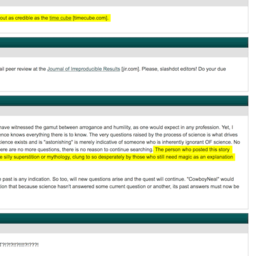 out as credible as the time cube [timecube.com].
al peer review at the Journal of Irreproducible Results [jir.com]. Please, slashdot editors! Do your due
have witnessed the gamut between arrogance and humility, as one would expect in any profession. Yet, I
ence knows everything there is to know. The very questions raised by the process of science is what drives
cience exists and is "astonishing" is merely indicative of someone who is inherently ignorant OF science. No
ere are no more questions, there is no reason to continue searching. The person who posted this story
e silly superstition or mythology, clung to so desperately by those who still need magic as an explanation
e past is any indication. So too, will new questions arise and the quest will continue. "CowboyNeal" would
tion that because science hasn't answered some current question or another, its past answers must now be